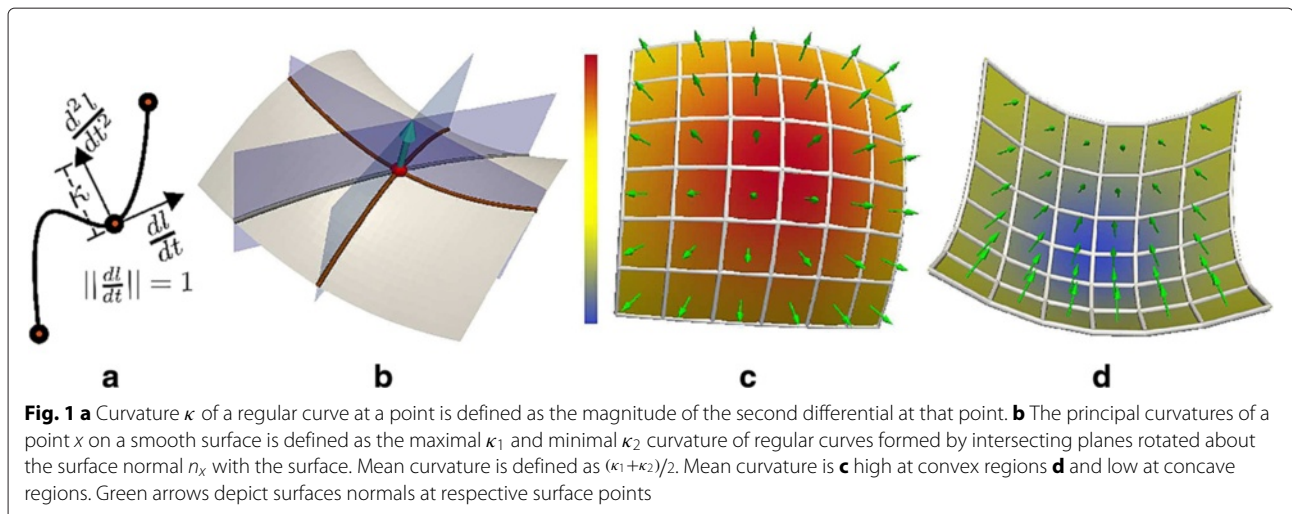 d²l
dt²
κ
dl
dt
||dl/dt|| = 1
a
b
c
d
Fig. 1 a Curvature κ of a regular curve at a point is defined as the magnitude of the second differential at that point. b The principal curvatures of a
point x on a smooth surface is defined as the maximal κ₁ and minimal κ₂ curvature of regular curves formed by intersecting planes rotated about
the surface normal nₓ with the surface. Mean curvature is defined as (κ₁+κ₂)/2. Mean curvature is c high at convex regions d and low at concave
regions. Green arrows depict surfaces normals at respective surface points